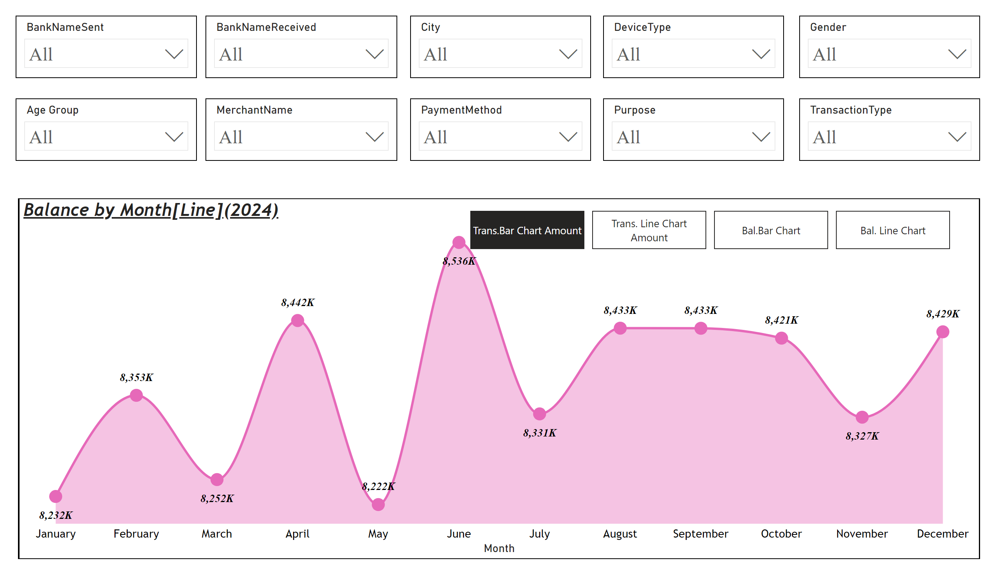 BankNameSent
All
BankNameReceived
All
City
All
DeviceType
All
Gender
All
Age Group
All
MerchantName
All
PaymentMethod
All
Purpose
All
TransactionType
All
Balance by Month[Line](2024)
Trans.Bar Chart Amount
Trans. Line Chart
Amount
Bal.Bar Chart
Bal. Line Chart
8,232K
8,353K
8,252K
8,442K
8,222K
8,536K
8,331K
8,433K
8,433K
8,421K
8,327K
8,429K
January
February
March
April
May
June
July
August
September
October
November
December
Month